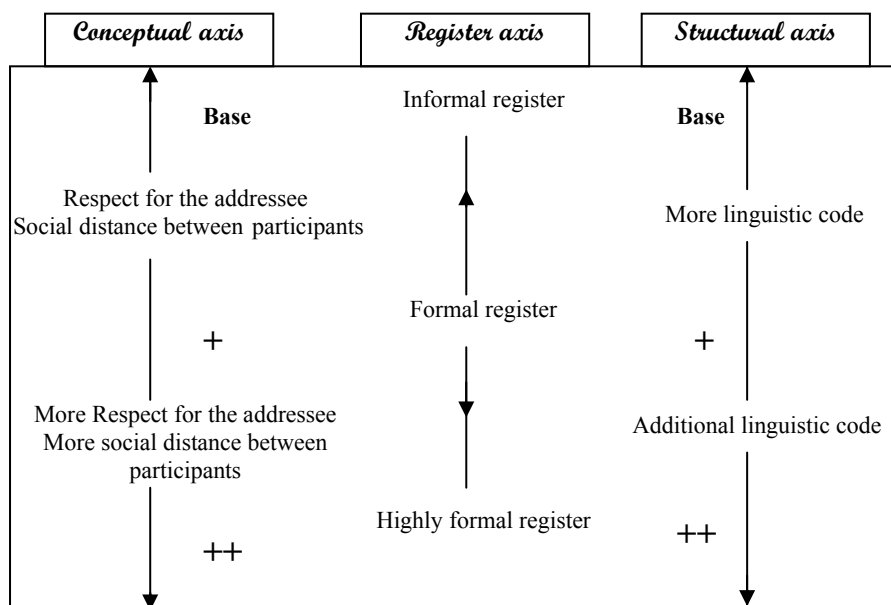 Conceptual axis
Register axis
Structural axis
Informal register
Base
Base
Respect for the addressee
Social distance between participants
More linguistic code
Formal register
+
+
More Respect for the addressee
More social distance between
participants
Additional linguistic code
Highly formal register
++
++